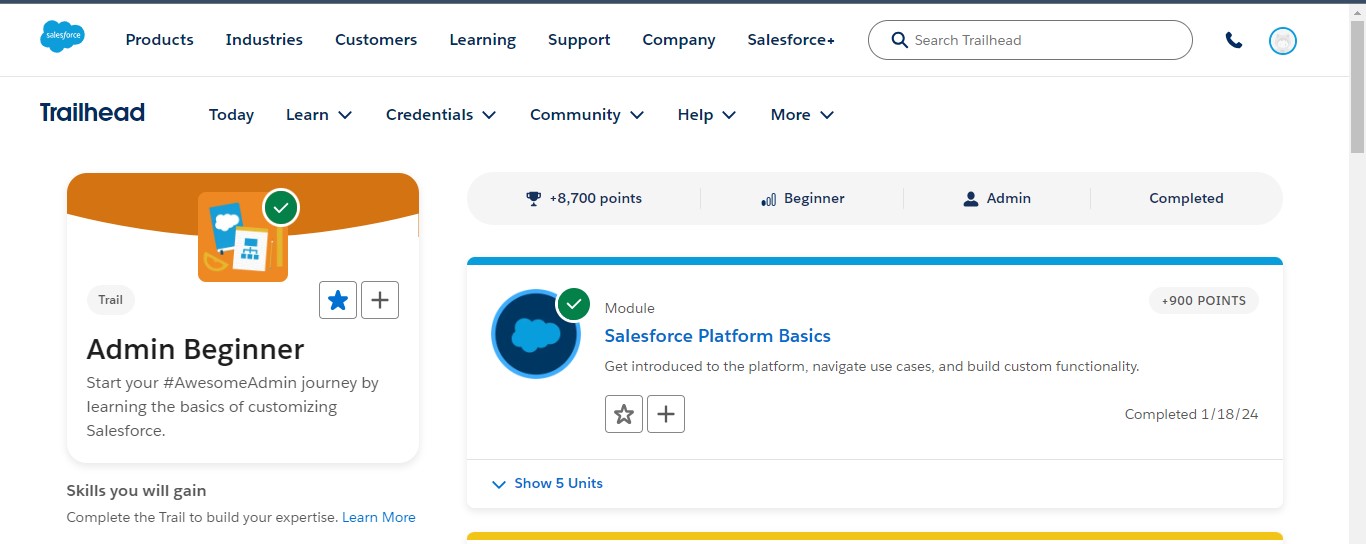 salesforce
Products Industries Customers Learning Support Company Salesforce+ Search Trailhead
Trailhead Today Learn Credentials Community Help More
Trail
Admin Beginner
Start your #AwesomeAdmin journey by
learning the basics of customizing
Salesforce.
Skills you will gain
Complete the Trail to build your expertise. Learn More
+8,700 points Beginner Admin Completed
Module
+900 POINTS
Salesforce Platform Basics
Get introduced to the platform, navigate use cases, and build custom functionality.
Completed 1/18/24
Show 5 Units